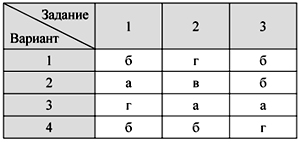 Задание
Вариант
1 2 3
1 б г б
2 а в б
3 г а а
4 б б г